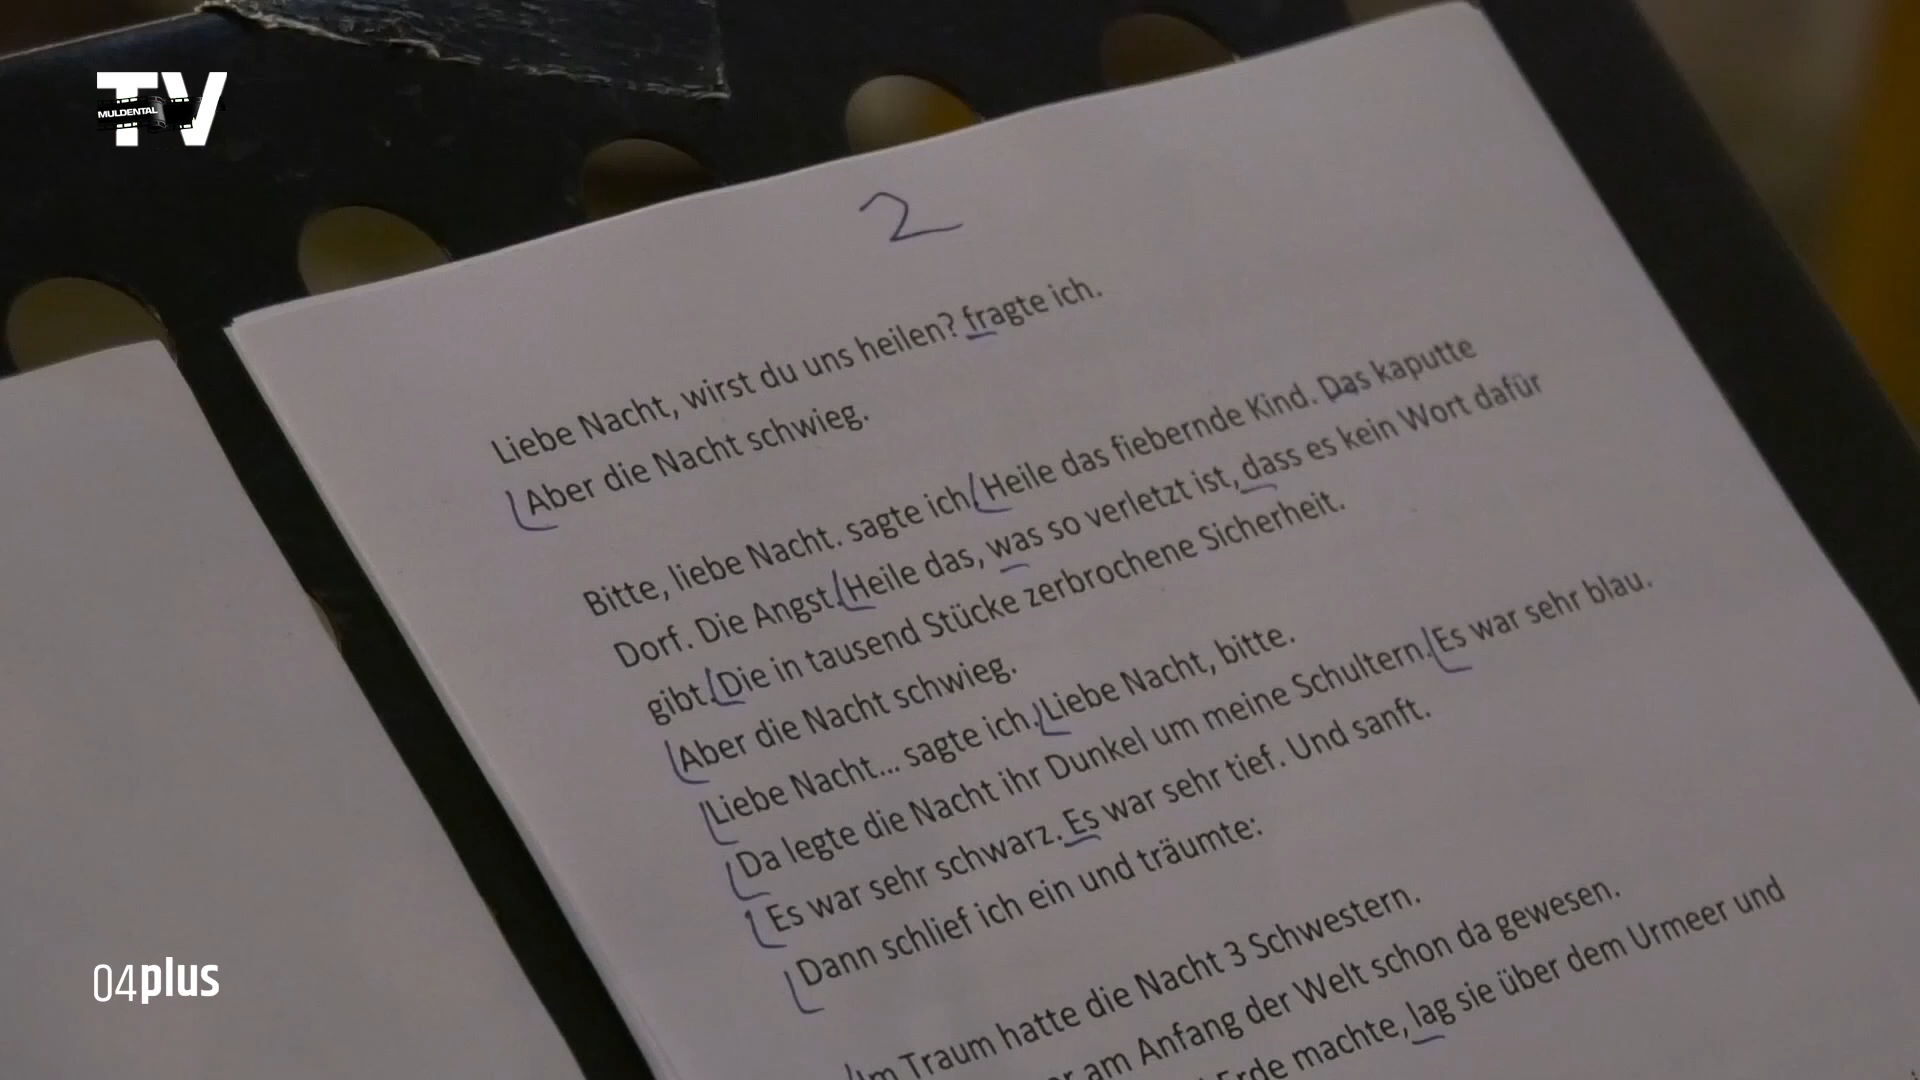 MULDENTAL
TV
2
Liebe Nacht, wirst du uns heilen? fragte ich.
Aber die Nacht schwieg.
Bitte, liebe Nacht. sagte ich. Heile das fiebernde Kind. Das kaputte
Dorf. Die Angst. Heile das, was so verletzt ist, dass es kein Wort dafür
gibt. Die in tausend Stücke zerbrochene Sicherheit.
Aber die Nacht schwieg.
Liebe Nacht... sagte ich. Liebe Nacht, bitte.
Da legte die Nacht ihr Dunkel um meine Schultern. Es war sehr blau.
Es war sehr schwarz. Es war sehr tief. Und sanft.
Dann schlief ich ein und träumte:
Im Traum hatte die Nacht 3 Schwestern.
am Anfang der Welt schon da gewesen.
Erde machte, lag sie über dem Urmeer und
04plus